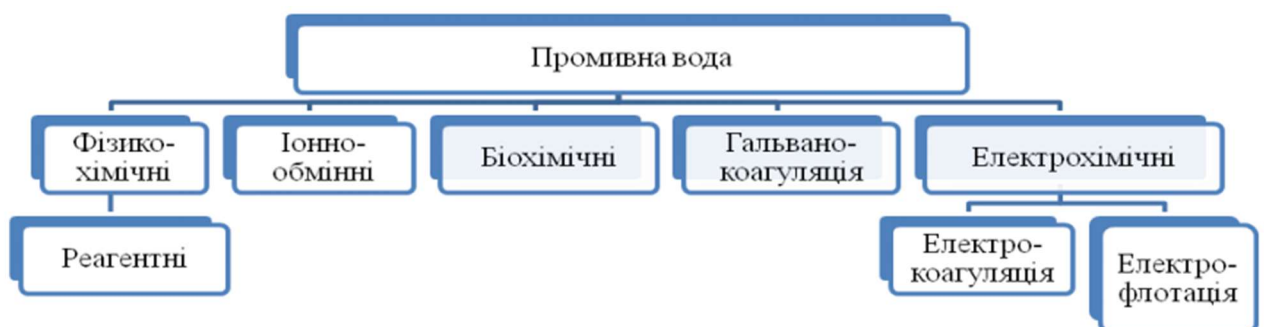 Промивна вода
Фізико-
хімічні
Іонно-
обмінні
Біохімічні
Гальвано-
коагуляція
Електрохімічні
Реагентні
Електро-
коагуляція
Електро-
флотація